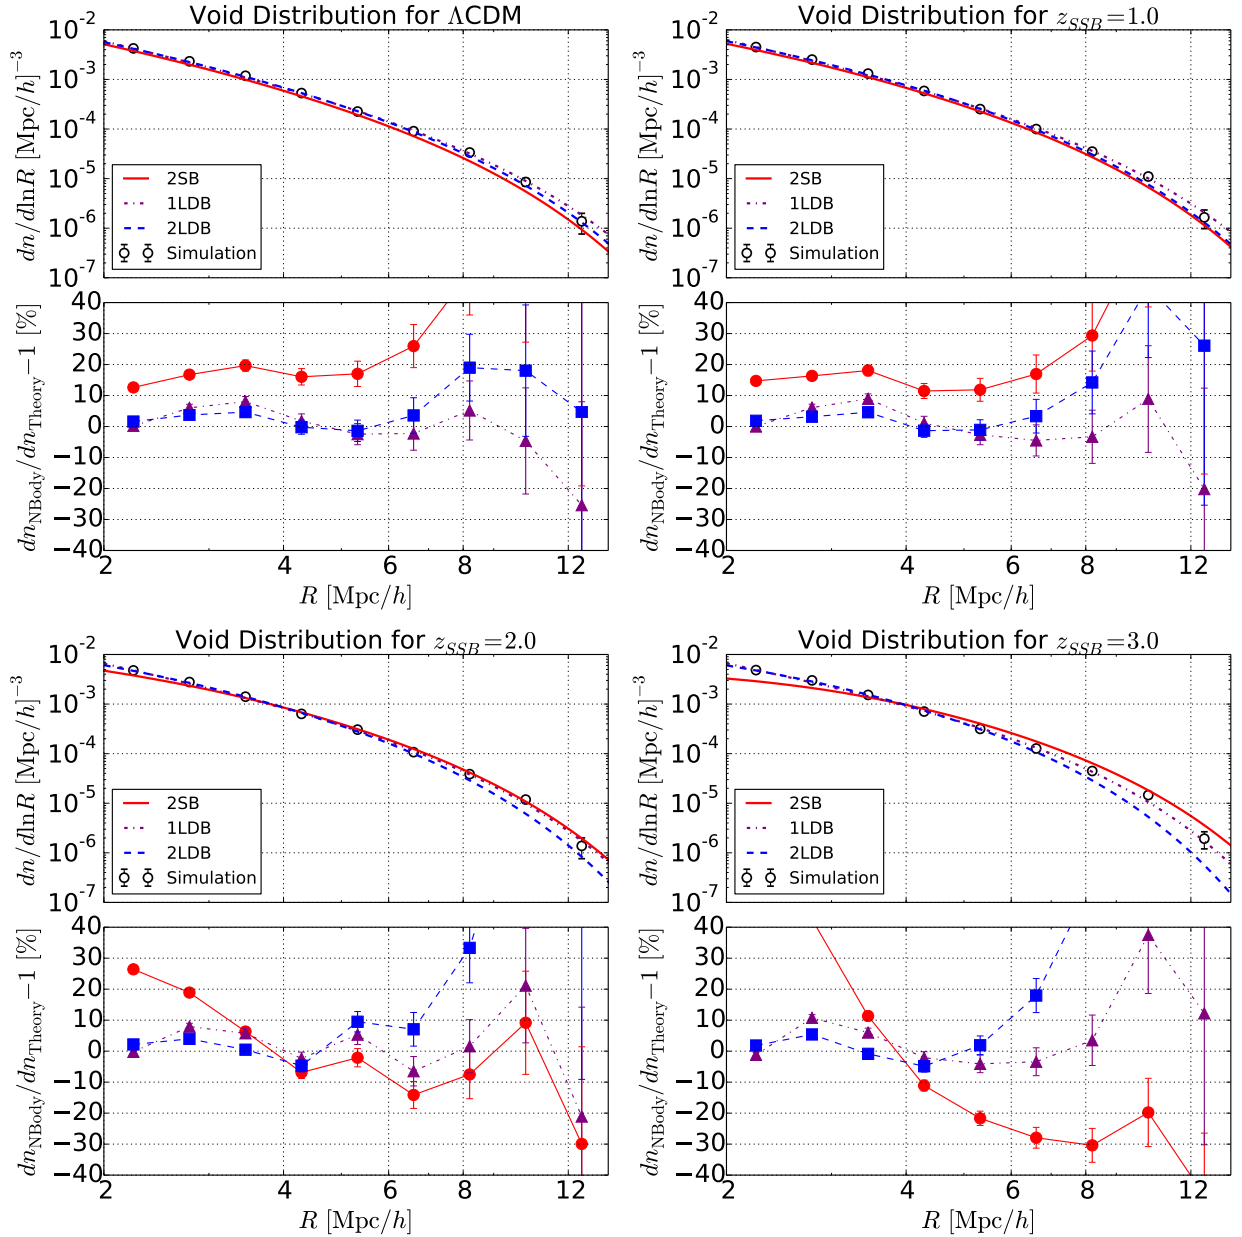 Void Distribution for ΛCDM
10^-2
10^-3
10^-4
10^-5
10^-6
10^-7
dn/dlnR [Mpc/h]^-3
2SB
1LDB
2LDB
Simulation
40
30
20
10
0
−10
−20
−30
−40
dn_NBody/dn_Theory−1 [%]
2 4 6 8 12
R [Mpc/h]
Void Distribution for z_SSB=1.0
10^-2
10^-3
10^-4
10^-5
10^-6
10^-7
dn/dlnR [Mpc/h]^-3
2SB
1LDB
2LDB
Simulation
40
30
20
10
0
−10
−20
−30
−40
dn_NBody/dn_Theory−1 [%]
2 4 6 8 12
R [Mpc/h]
Void Distribution for z_SSB=2.0
10^-2
10^-3
10^-4
10^-5
10^-6
10^-7
dn/dlnR [Mpc/h]^-3
2SB
1LDB
2LDB
Simulation
40
30
20
10
0
−10
−20
−30
−40
dn_NBody/dn_Theory−1 [%]
2 4 6 8 12
R [Mpc/h]
Void Distribution for z_SSB=3.0
10^-2
10^-3
10^-4
10^-5
10^-6
10^-7
dn/dlnR [Mpc/h]^-3
2SB
1LDB
2LDB
Simulation
40
30
20
10
0
−10
−20
−30
−40
dn_NBody/dn_Theory−1 [%]
2 4 6 8 12
R [Mpc/h]